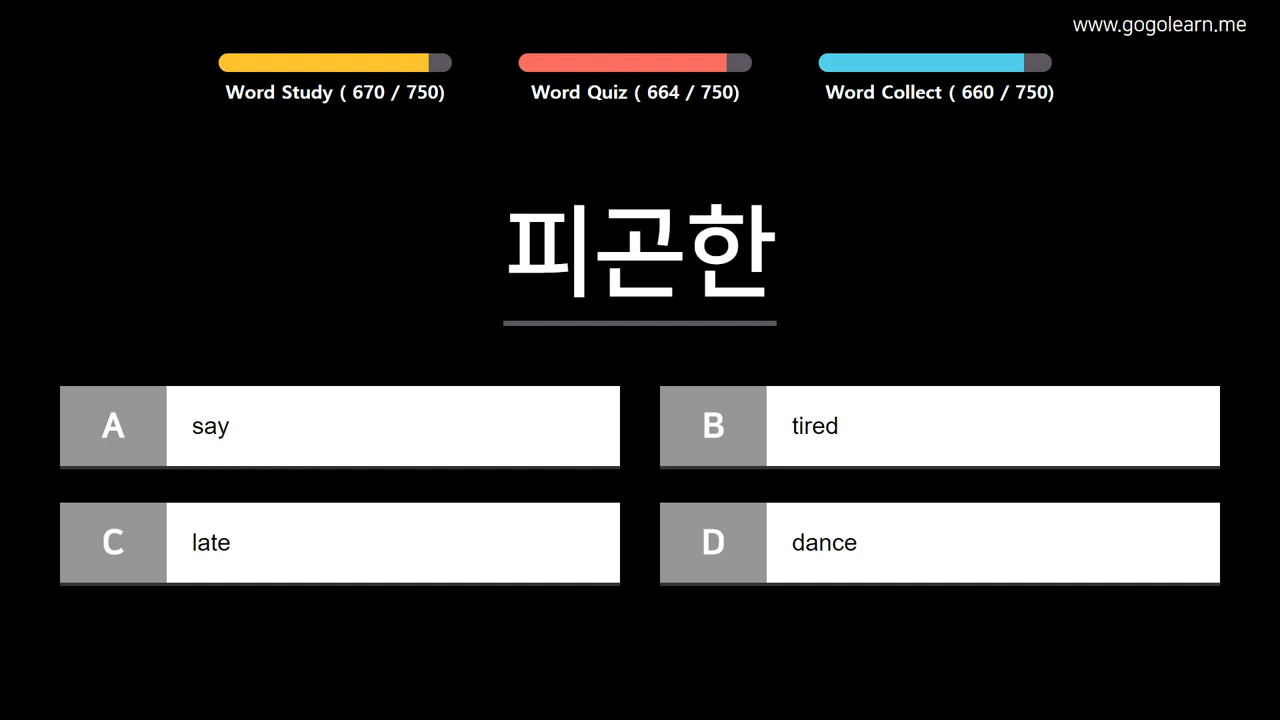 www.gogolearn.me
Word Study ( 670 / 750)
Word Quiz ( 664 / 750)
Word Collect ( 660 / 750)
피곤한
A say
B tired
C late
D dance